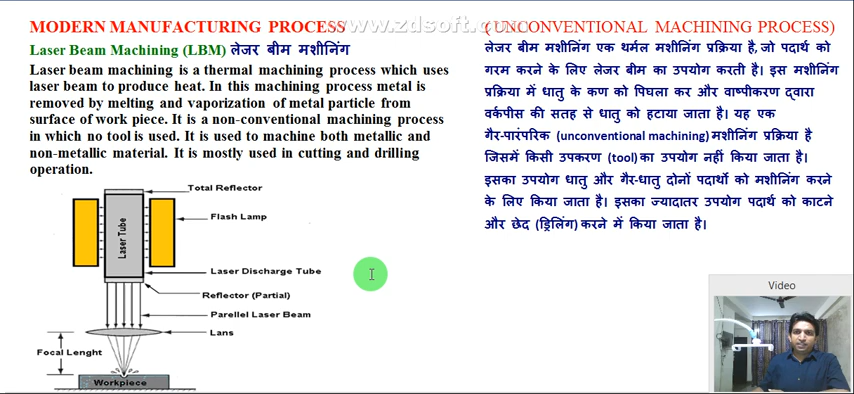 www.zdsoft.com
MODERN MANUFACTURING PROCESS
Laser Beam Machining (LBM) लेजर बीम मशीनिंग
Laser beam machining is a thermal machining process which uses
laser beam to produce heat. In this machining process metal is
removed by melting and vaporization of metal particle from
surface of work piece. It is a non-conventional machining process
in which no tool is used. It is used to machine both metallic and
non-metallic material. It is mostly used in cutting and drilling
operation.
Total Reflector
Flash Lamp
Laser Tube
Laser Discharge Tube
Reflector (Partial)
Parellel Laser Beam
Lans
Focal Lenght
Workpiece
( UNCONVENTIONAL MACHINING PROCESS)
लेजर बीम मशीनिंग एक थर्मल मशीनिंग प्रक्रिया है, जो पदार्थ को
गरम करने के लिए लेजर बीम का उपयोग करती है। इस मशीनिंग
प्रक्रिया में धातु के कण को पिघला कर और वाष्पीकरण द्वारा
वर्कपीस की सतह से धातु को हटाया जाता है। यह एक
गैर-पारंपरिक (unconventional machining) मशीनिंग प्रक्रिया है
जिसमें किसी उपकरण (tool) का उपयोग नहीं किया जाता है।
इसका उपयोग धातु और गैर-धातु दोनों पदार्थो को मशीनिंग करने
के लिए किया जाता है। इसका ज्यादातर उपयोग पदार्थ को काटने
और छेद (ड्रिलिंग) करने में किया जाता है।
Video